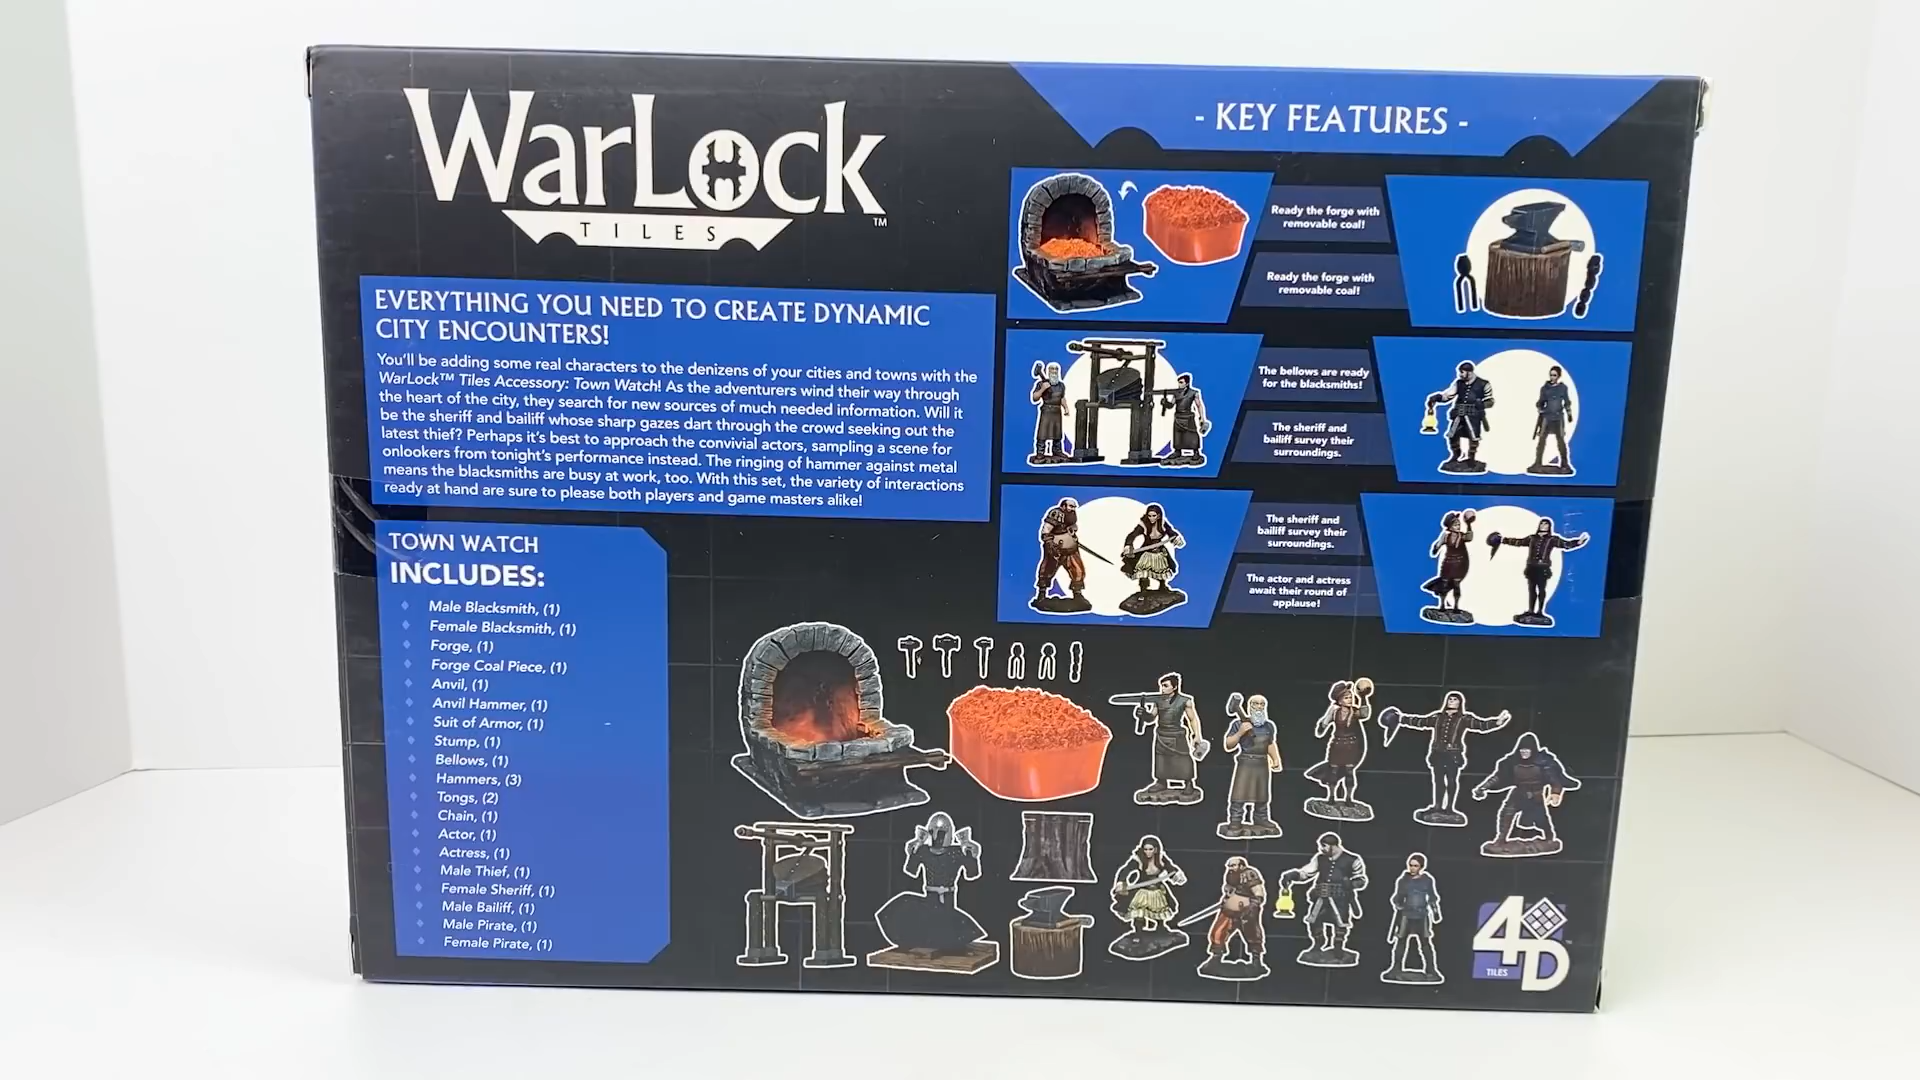 WARLOCK™
TILES
EVERYTHING YOU NEED TO CREATE DYNAMIC
CITY ENCOUNTERS!
You'll be adding some real characters to the denizens of your cities and towns with the
WarLock™ Tiles Accessory: Town Watch! As the adventurers wind their way through
the heart of the city, they search for new sources of much needed information. Will it
be the sheriff and bailiff whose sharp gazes dart through the crowd seeking out the
latest thief? Perhaps it's best to approach the convivial actors, sampling a scene for
onlookers from tonight's performance instead. The ringing of hammer against metal
means the blacksmiths are busy at work, too. With this set, the variety of interactions
ready at hand are sure to please both players and game masters alike!
TOWN WATCH
INCLUDES:
Male Blacksmith, (1)
Female Blacksmith, (1)
Forge, (1)
Forge Coal Piece, (1)
Anvil, (1)
Anvil Hammer, (1)
Suit of Armor, (1)
Stump, (1)
Bellows, (1)
Hammers, (3)
Tongs, (2)
Chain, (1)
Actor, (1)
Actress, (1)
Male Thief, (1)
Female Sheriff, (1)
Male Bailiff, (1)
Male Pirate, (1)
Female Pirate, (1)
- KEY FEATURES -
Ready the forge with
removable coal!
Ready the forge with
removable coal!
The bellows are ready
for the blacksmiths!
The sheriff and
bailiff survey their
surroundings.
The sheriff and
bailiff survey their
surroundings.
The actor and actress
await their round of
applause!
4D
TILES